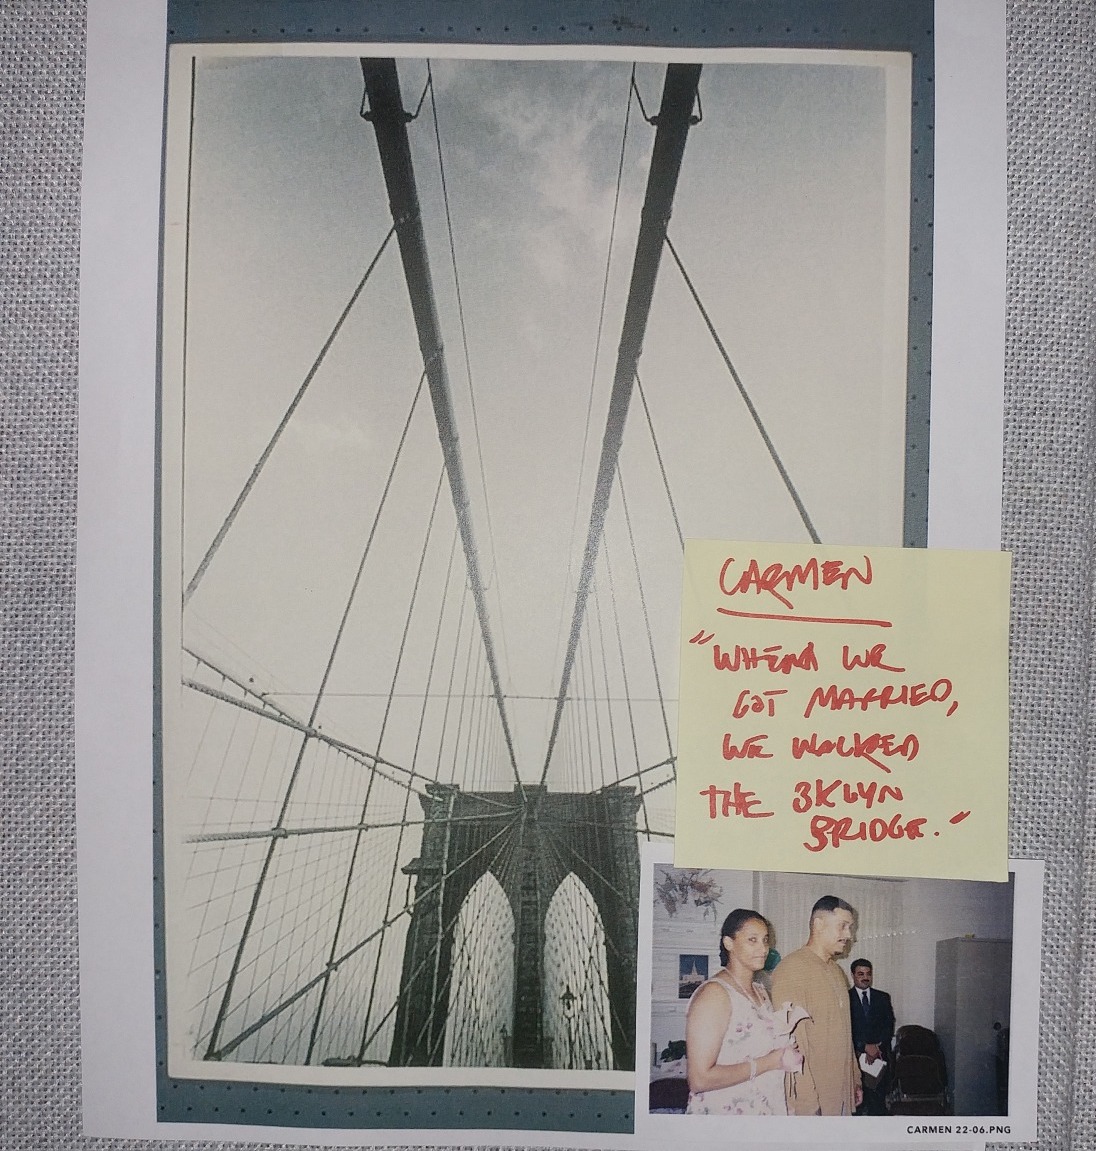 CARMEN
"WHEN WE
GOT MARRIED,
WE WALKED
THE BKLYN
BRIDGE."
CARMEN 22-06.PNG